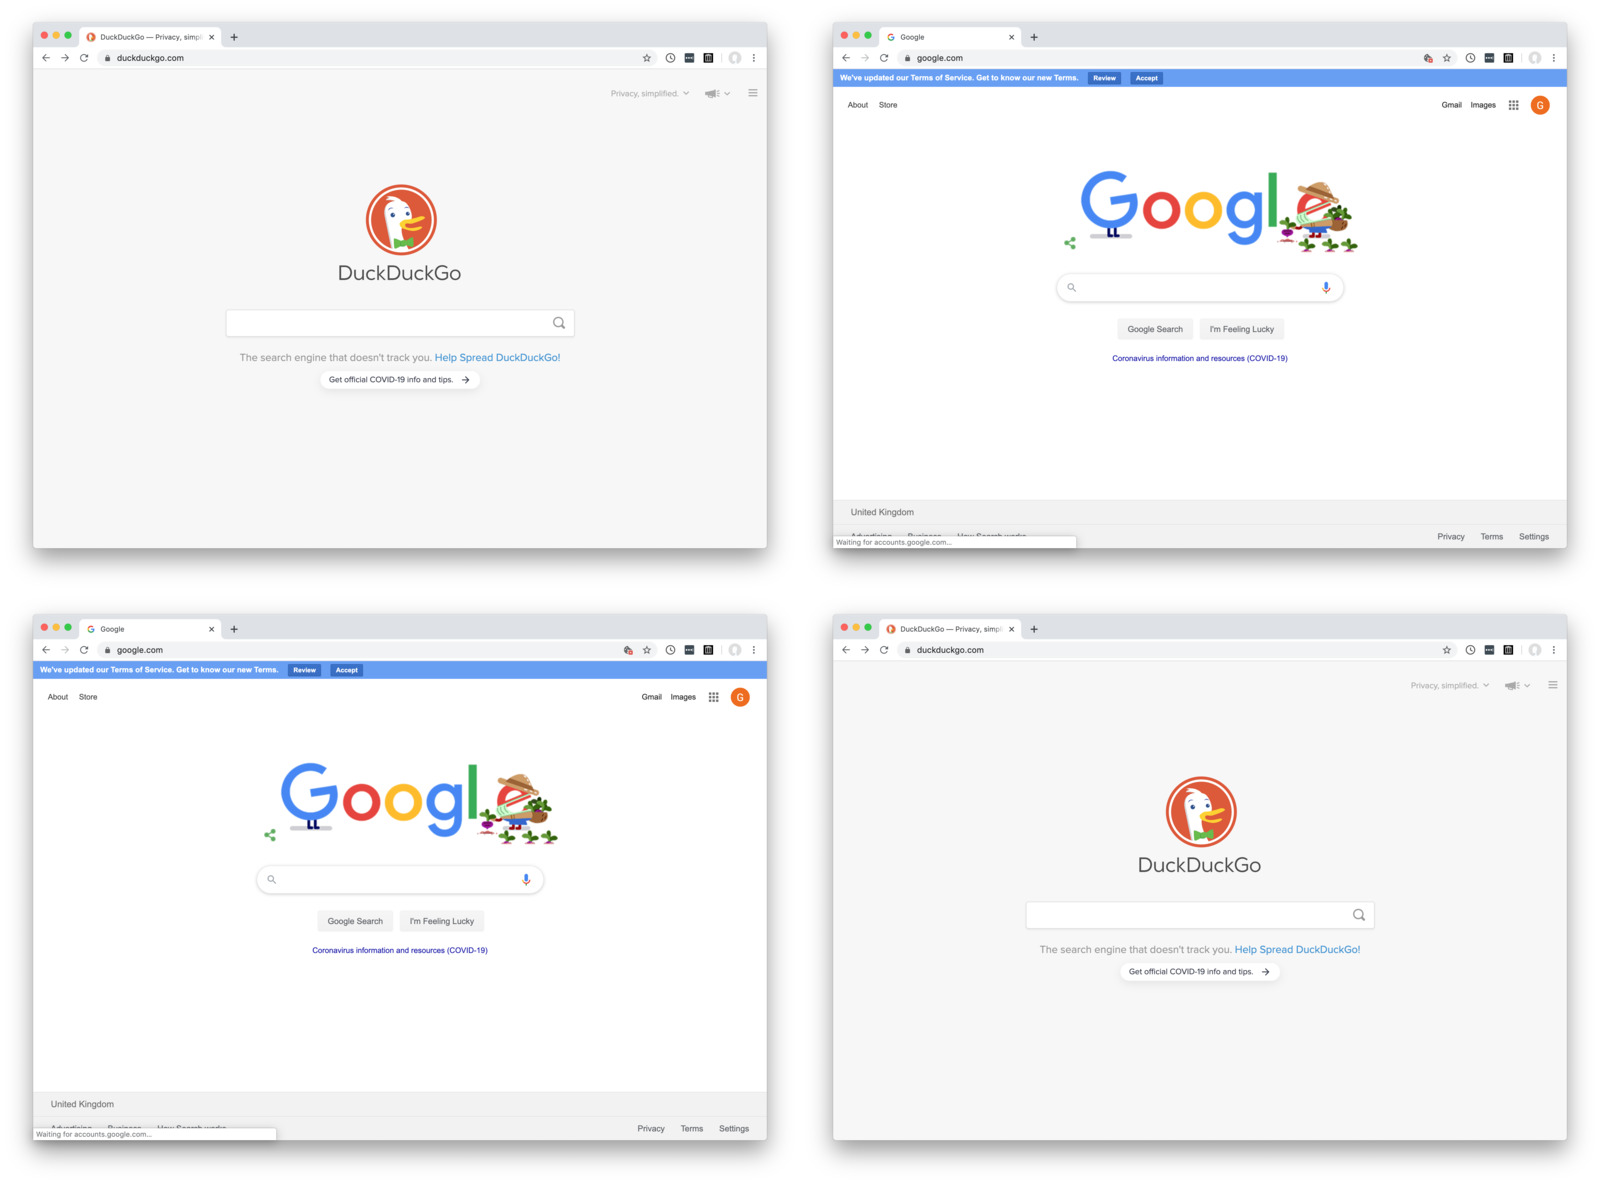 DuckDuckGo — Privacy, simpl
duckduckgo.com
Privacy, simplified.
DuckDuckGo
The search engine that doesn't track you. Help Spread DuckDuckGo!
Get official COVID-19 info and tips.
Google
google.com
We've updated our Terms of Service. Get to know our new Terms. Review Accept
About Store Gmail Images G
Google
Google Search I'm Feeling Lucky
Coronavirus information and resources (COVID-19)
United Kingdom
Advertising Business How Search works Privacy Terms Settings
Waiting for accounts.google.com...
Google
google.com
We've updated our Terms of Service. Get to know our new Terms. Review Accept
About Store Gmail Images G
Google
Google Search I'm Feeling Lucky
Coronavirus information and resources (COVID-19)
United Kingdom
Advertising Business How Search works Privacy Terms Settings
Waiting for accounts.google.com...
DuckDuckGo — Privacy, simpl
duckduckgo.com
Privacy, simplified.
DuckDuckGo
The search engine that doesn't track you. Help Spread DuckDuckGo!
Get official COVID-19 info and tips.